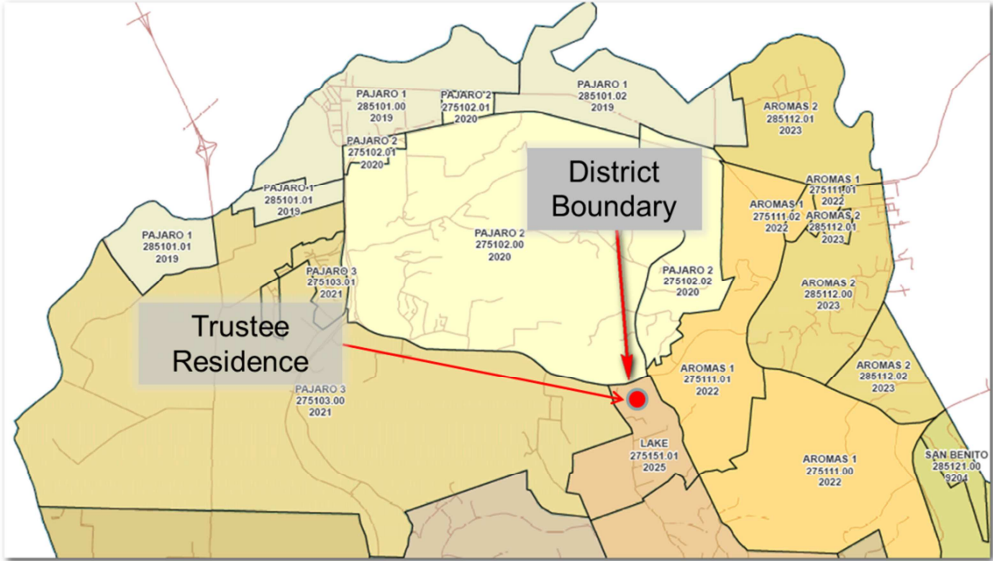 PAJARO 1
285101.00
2019
PAJARO 2
275102.01
2020
PAJARO 1
285101.02
2019
AROMAS 2
285112.01
2023
PAJARO 2
275102.01
2020
PAJARO 1
285101.01
2019
PAJARO 1
285101.01
2019
PAJARO 2
275102.00
2020
District
Boundary
PAJARO 2
275102.02
2020
AROMAS 1
275111.01
2022
AROMAS 1
275111.02
2022
AROMAS 2
285112.01
2023
AROMAS 2
285112.00
2023
PAJARO 3
275103.01
2021
Trustee
Residence
PAJARO 3
275103.00
2021
AROMAS 1
275111.01
2022
AROMAS 2
285112.02
2023
LAKE
275151.01
2025
AROMAS 1
275111.00
2022
SAN BENITO
285121.00
9204